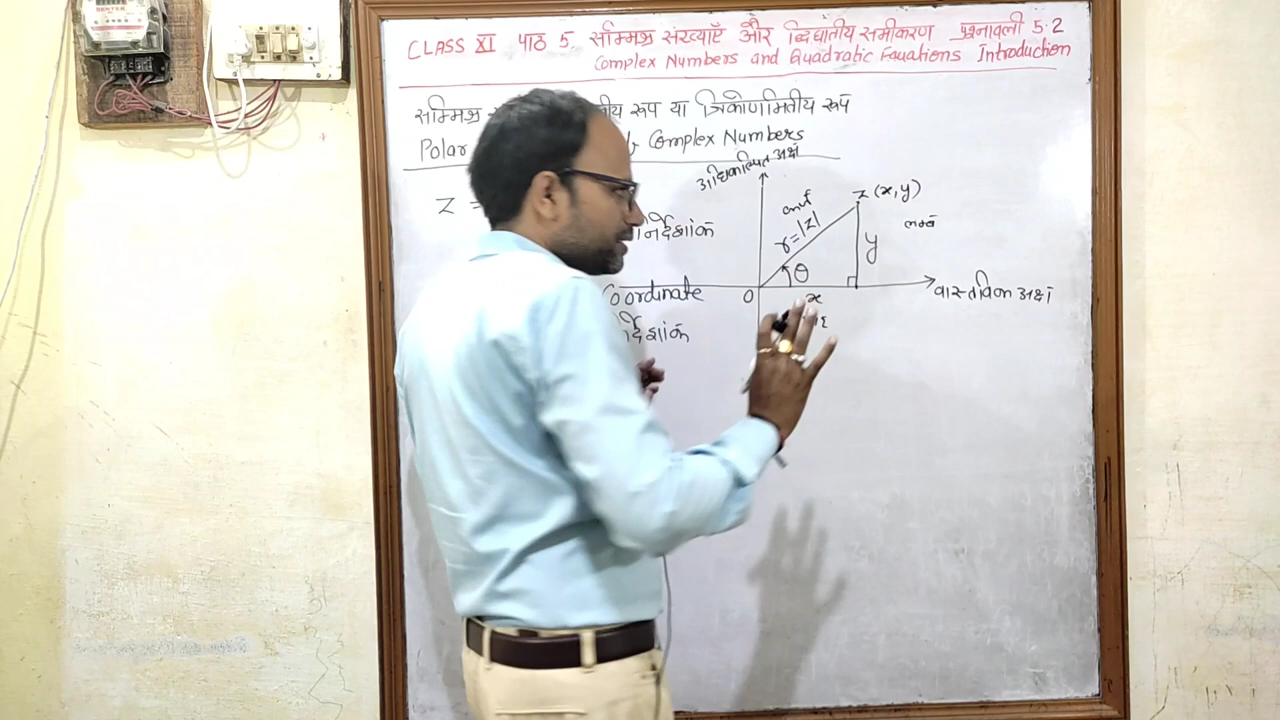 CLASS XI पाठ 5. सम्मिश्र संख्याएँ और द्विघातीय समीकरण प्रश्नावली 5.2
Complex Numbers and Quadratic Equations Introduction
सम्मिश्र रूप या त्रिकोणमितीय रूप
Polar Complex Numbers
अधिकल्पित अक्ष
z =
z (x, y)
कर्ण
r = |z|
लम्ब
निर्देशांक
y
θ
Coordinate
O
x
वास्तविक अक्ष
निर्देशांक